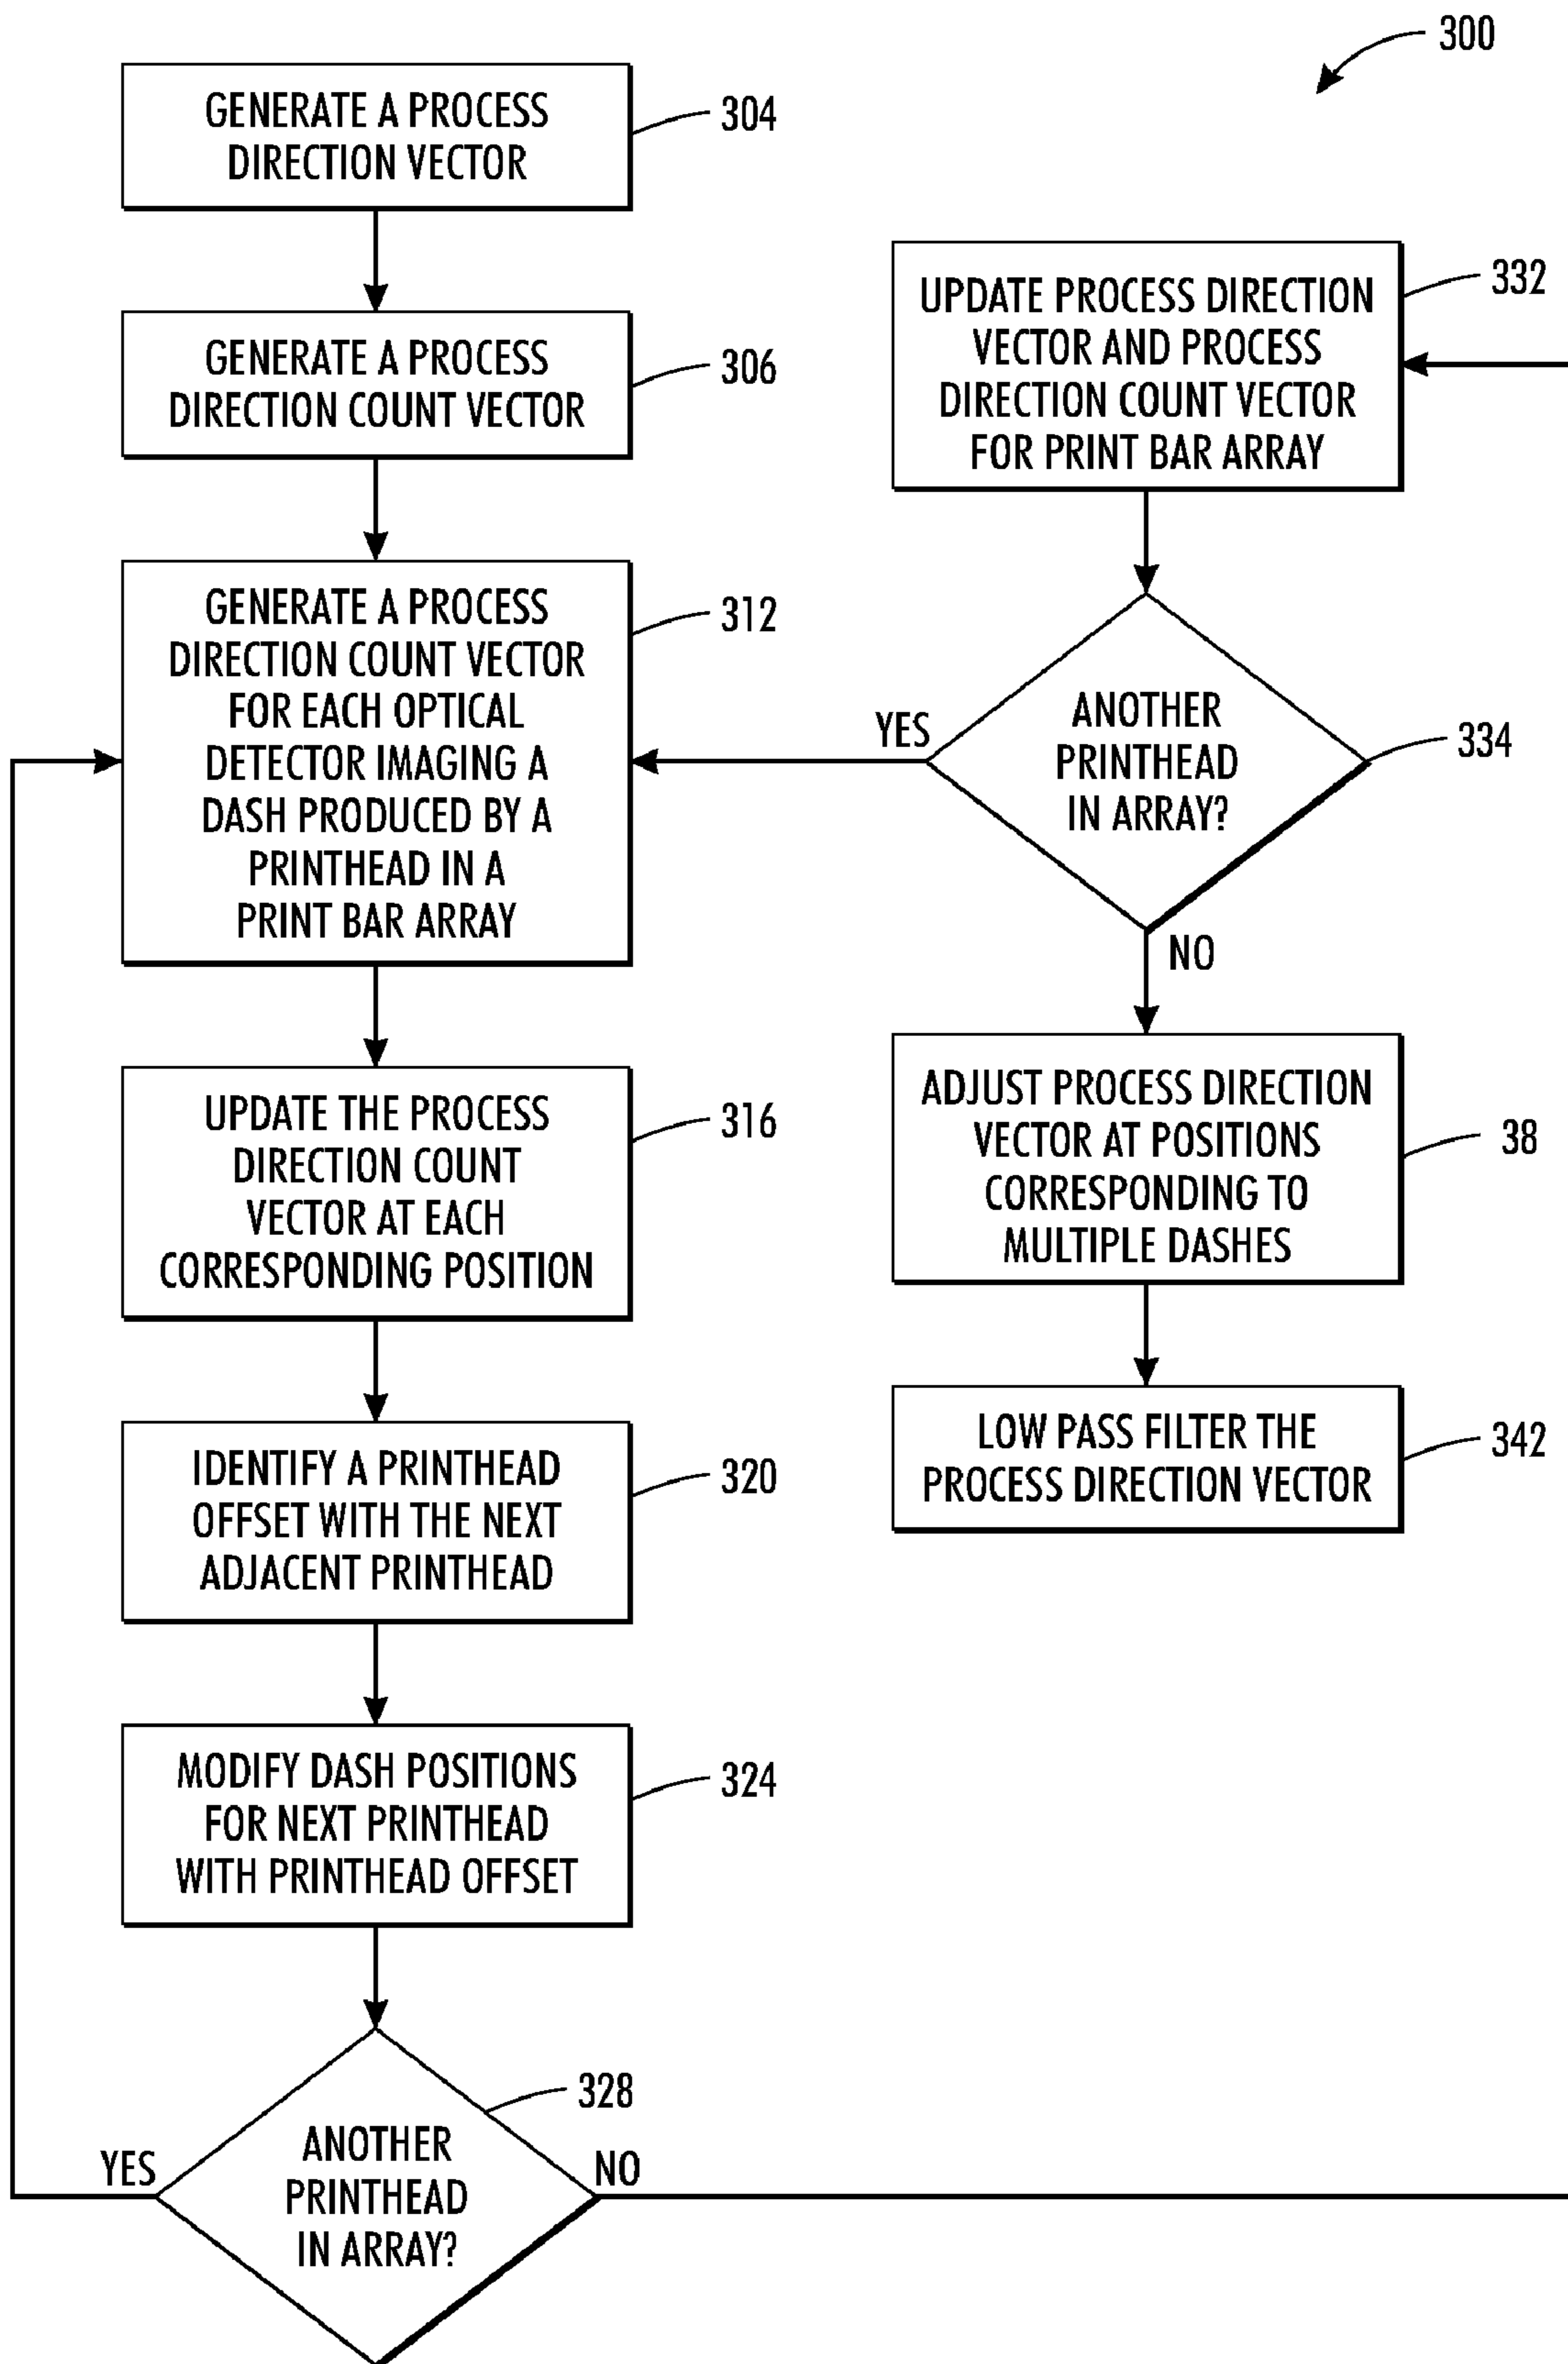 300
GENERATE A PROCESS
DIRECTION VECTOR
304
GENERATE A PROCESS
DIRECTION COUNT VECTOR
306
GENERATE A PROCESS
DIRECTION COUNT VECTOR
FOR EACH OPTICAL
DETECTOR IMAGING A
DASH PRODUCED BY A
PRINTHEAD IN A
PRINT BAR ARRAY
312
UPDATE THE PROCESS
DIRECTION COUNT
VECTOR AT EACH
CORRESPONDING POSITION
316
IDENTIFY A PRINTHEAD
OFFSET WITH THE NEXT
ADJACENT PRINTHEAD
320
MODIFY DASH POSITIONS
FOR NEXT PRINTHEAD
WITH PRINTHEAD OFFSET
324
ANOTHER
PRINTHEAD
IN ARRAY?
328
YES
NO
UPDATE PROCESS DIRECTION
VECTOR AND PROCESS
DIRECTION COUNT VECTOR
FOR PRINT BAR ARRAY
332
ANOTHER
PRINTHEAD
IN ARRAY?
334
YES
NO
ADJUST PROCESS DIRECTION
VECTOR AT POSITIONS
CORRESPONDING TO
MULTIPLE DASHES
38
LOW PASS FILTER THE
PROCESS DIRECTION VECTOR
342